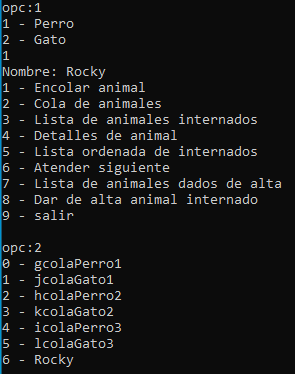 opc:1
1 - Perro
2 - Gato
1
Nombre: Rocky
1 - Encolar animal
2 - Cola de animales
3 - Lista de animales internados
4 - Detalles de animal
5 - Lista ordenada de internados
6 - Atender siguiente
7 - Lista de animales dados de alta
8 - Dar de alta animal internado
9 - salir

opc:2
0 - gcolaPerro1
1 - jcolaGato1
2 - hcolaPerro2
3 - kcolaGato2
4 - icolaPerro3
5 - lcolaGato3
6 - Rocky